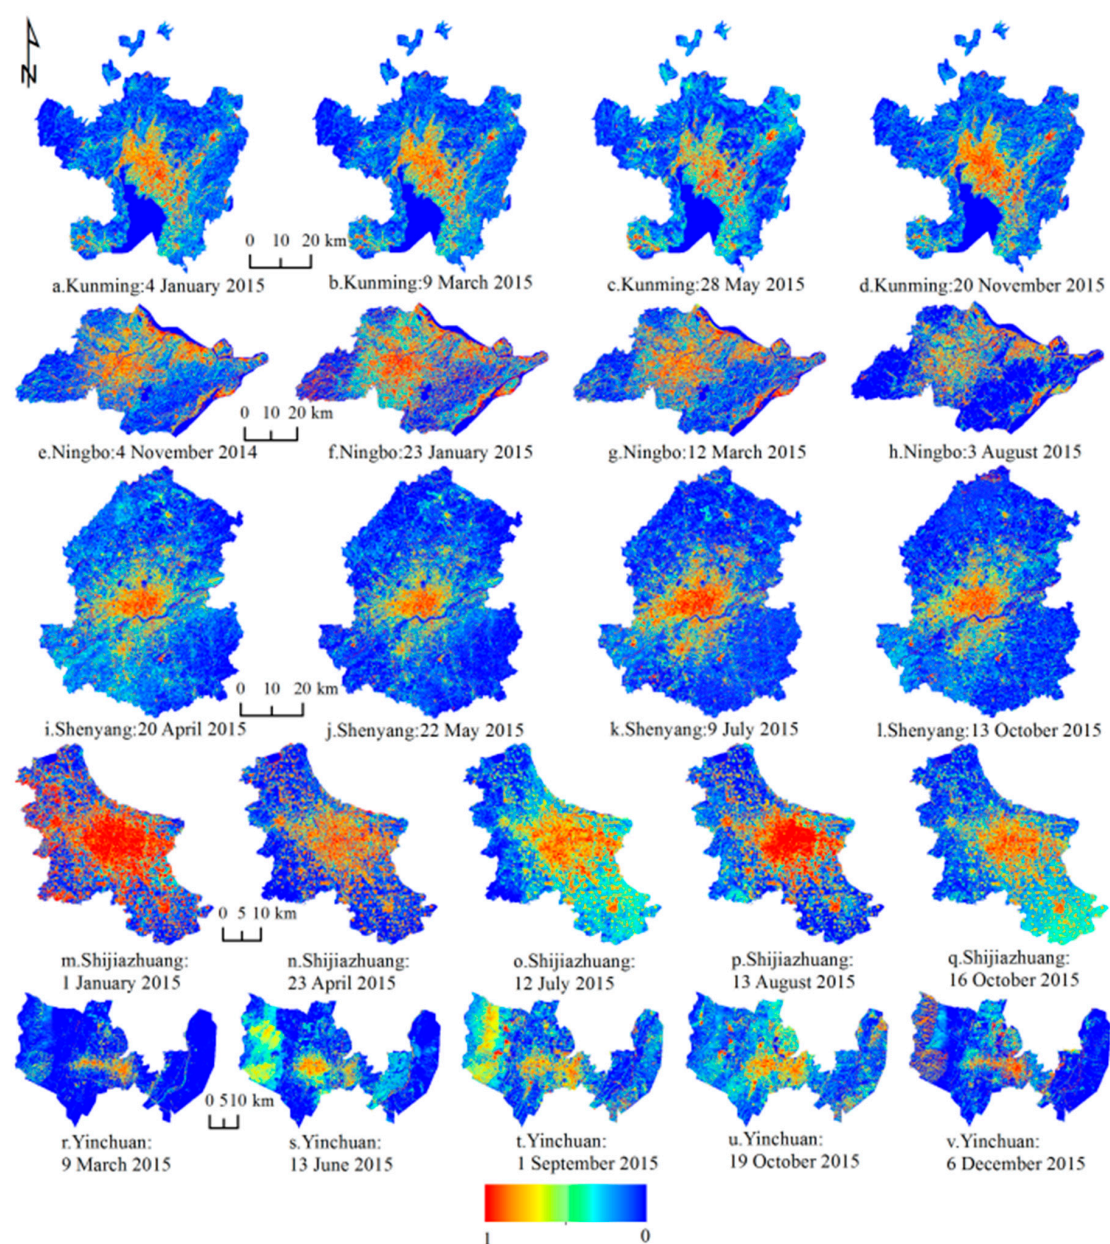 N
0 10 20 km
a.Kunming:4 January 2015
b.Kunming:9 March 2015
c.Kunming:28 May 2015
d.Kunming:20 November 2015
0 10 20 km
e.Ningbo:4 November 2014
f.Ningbo:23 January 2015
g.Ningbo:12 March 2015
h.Ningbo:3 August 2015
0 10 20 km
i.Shenyang:20 April 2015
j.Shenyang:22 May 2015
k.Shenyang:9 July 2015
l.Shenyang:13 October 2015
0 5 10 km
m.Shijiazhuang:
1 January 2015
n.Shijiazhuang:
23 April 2015
o.Shijiazhuang:
12 July 2015
p.Shijiazhuang:
13 August 2015
q.Shijiazhuang:
16 October 2015
0 510 km
r.Yinchuan:
9 March 2015
s.Yinchuan:
13 June 2015
t.Yinchuan:
1 September 2015
u.Yinchuan:
19 October 2015
v.Yinchuan:
6 December 2015
1 0